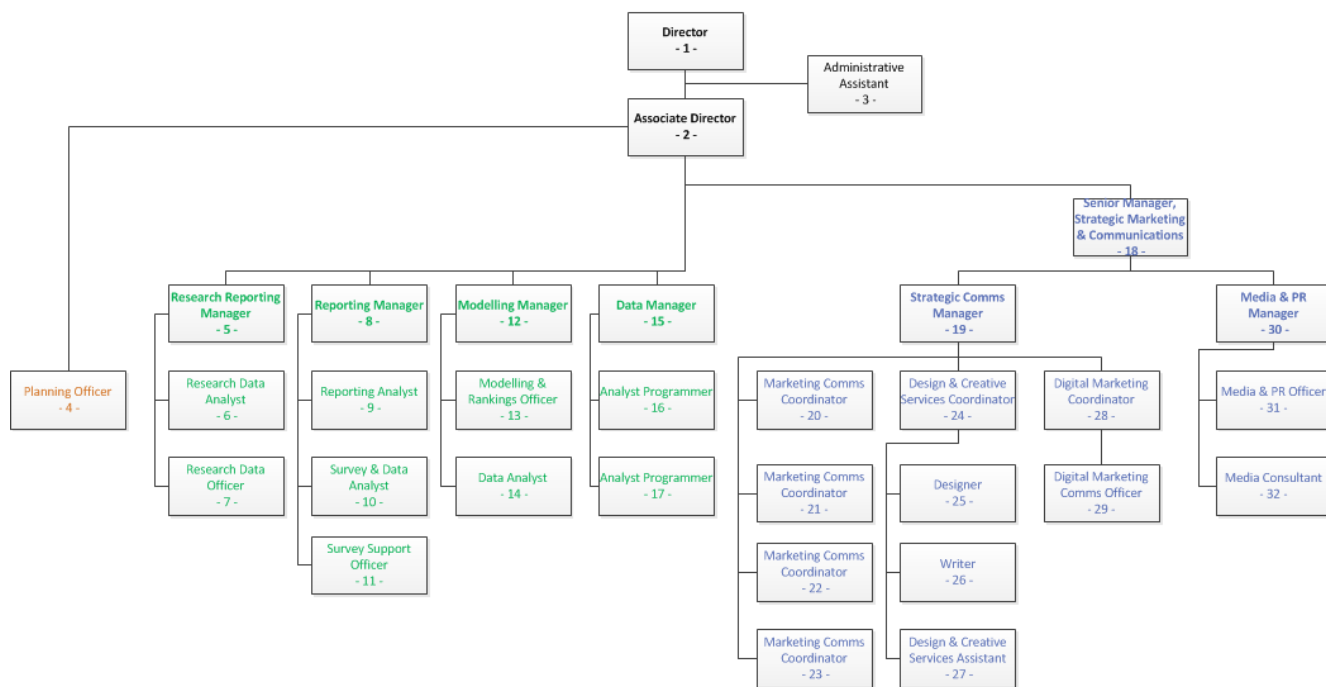 Director
- 1 -
Administrative
Assistant
- 3 -
Associate Director
- 2 -
Senior Manager,
Strategic Marketing
& Communications
- 18 -
Research Reporting
Manager
- 5 -
Reporting Manager
- 8 -
Modelling Manager
- 12 -
Data Manager
- 15 -
Strategic Comms
Manager
- 19 -
Media & PR
Manager
- 30 -
Planning Officer
- 4 -
Research Data
Analyst
- 6 -
Reporting Analyst
- 9 -
Modelling &
Rankings Officer
- 13 -
Analyst Programmer
- 16 -
Marketing Comms
Coordinator
- 20 -
Design & Creative
Services Coordinator
- 24 -
Digital Marketing
Coordinator
- 28 -
Media & PR Officer
- 31 -
Research Data
Officer
- 7 -
Survey & Data
Analyst
- 10 -
Data Analyst
- 14 -
Analyst Programmer
- 17 -
Marketing Comms
Coordinator
- 21 -
Designer
- 25 -
Digital Marketing
Comms Officer
- 29 -
Media Consultant
- 32 -
Survey Support
Officer
- 11 -
Marketing Comms
Coordinator
- 22 -
Writer
- 26 -
Marketing Comms
Coordinator
- 23 -
Design & Creative
Services Assistant
- 27 -